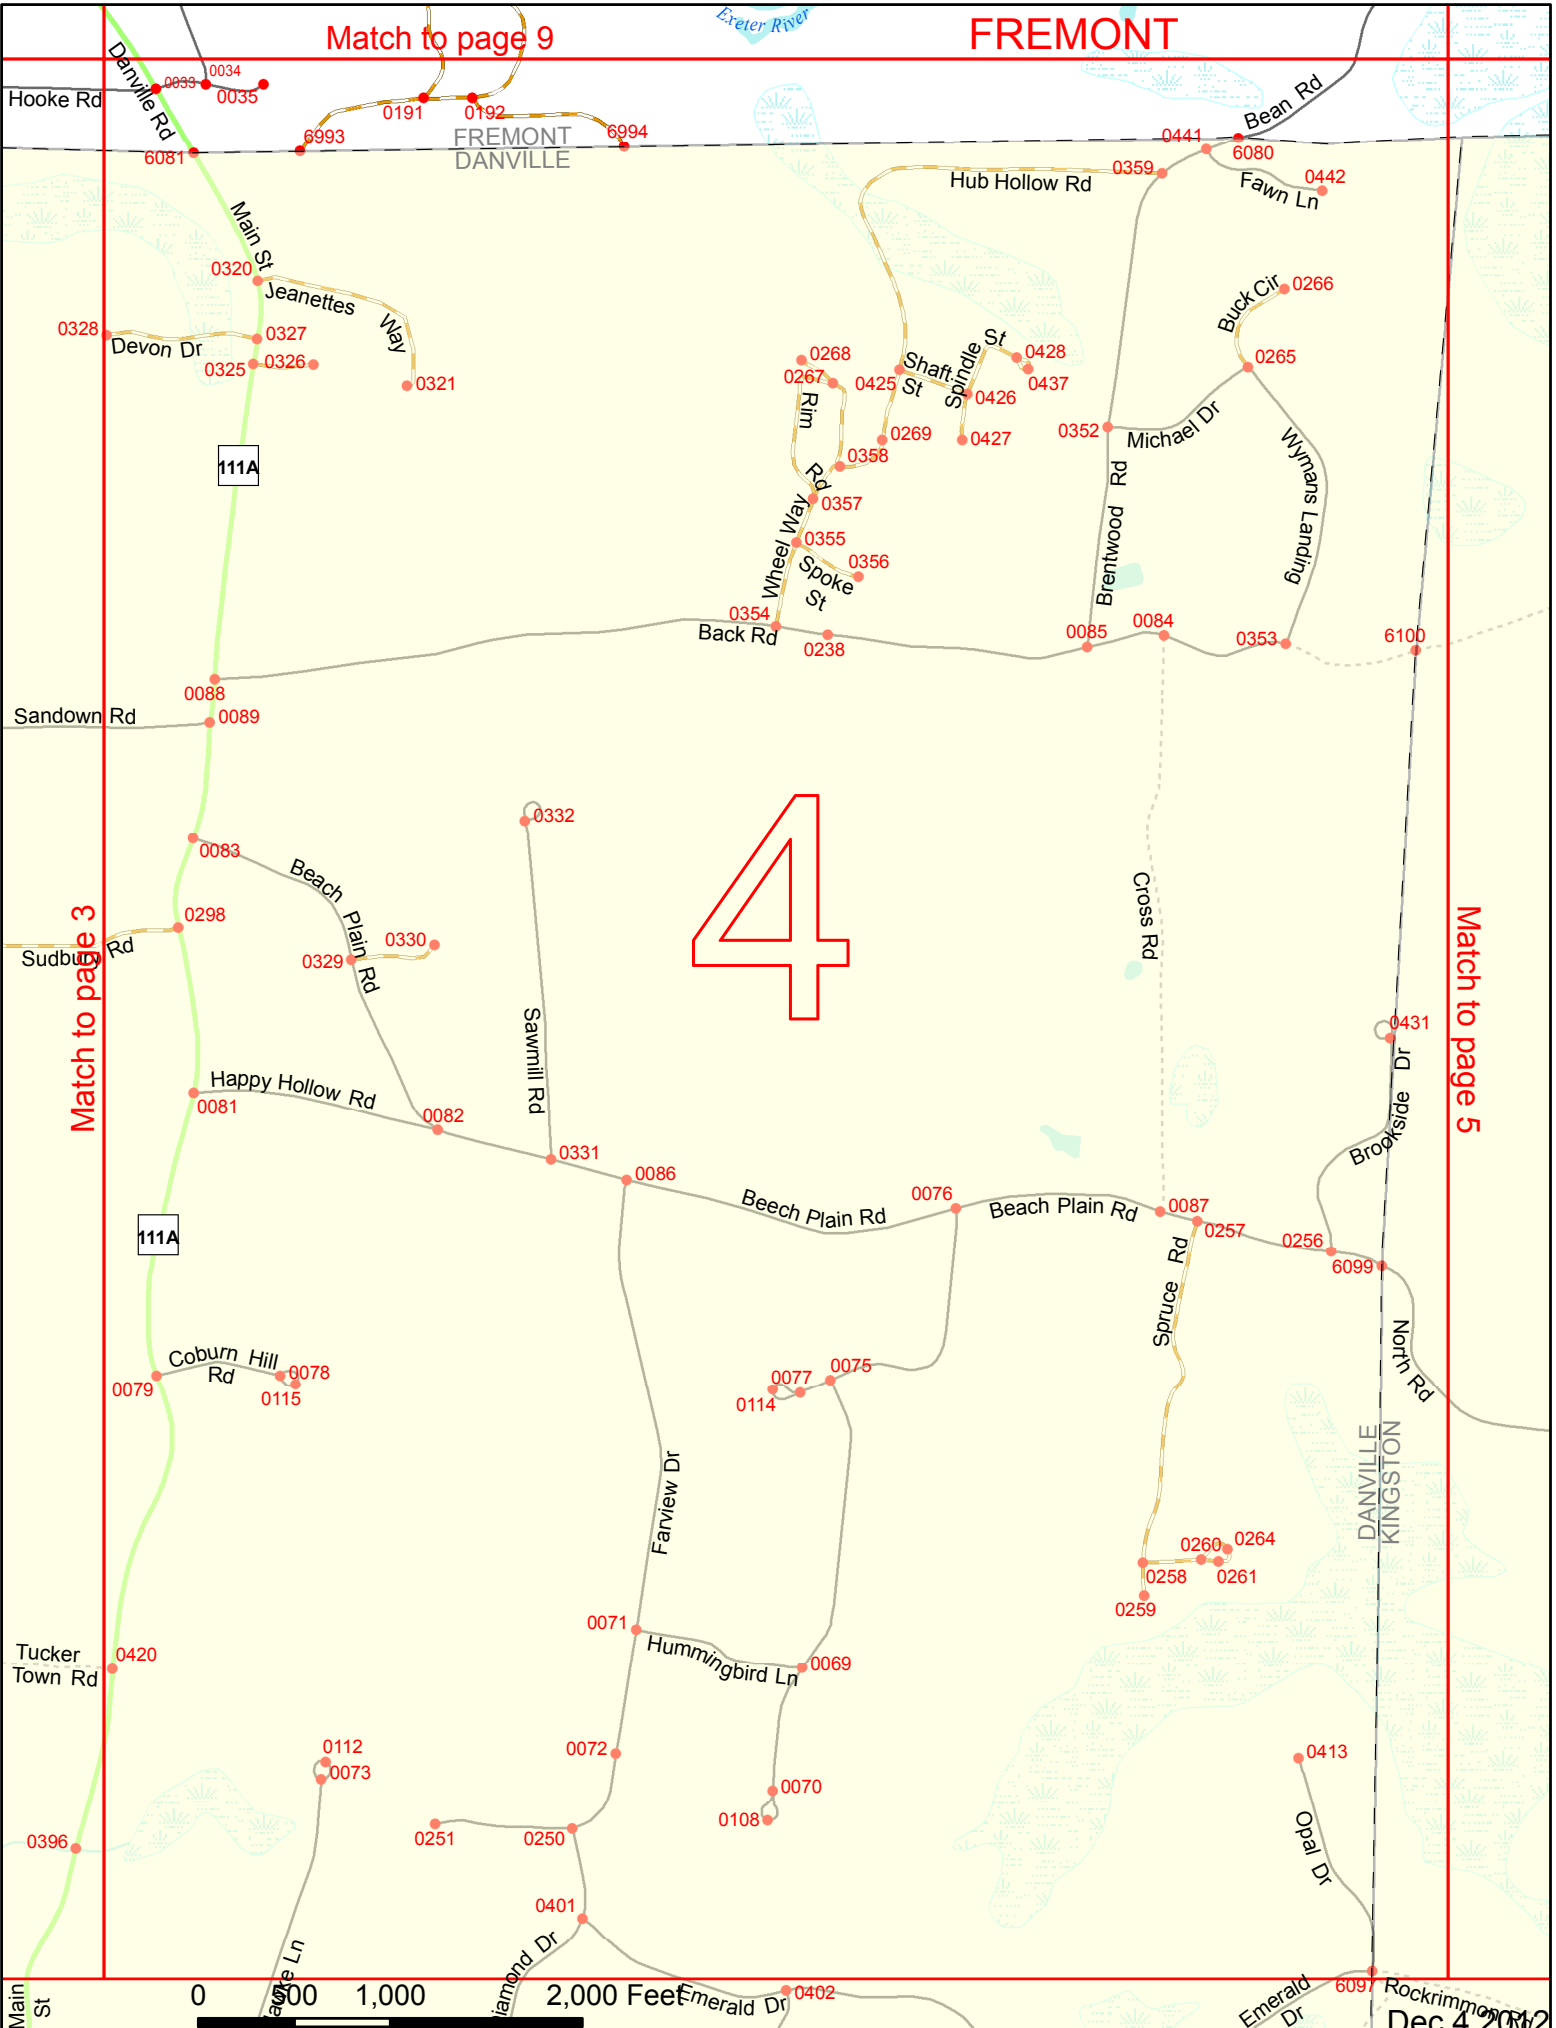 Exeter River
Match to page 9
FREMONT
Danville Rd
0033
0034
0035
Hooke Rd
0191
0192
Bean Rd
6993
6994
FREMONT
DANVILLE
6081
0441
6080
0359
Hub Hollow Rd
Fawn Ln
0442
Main St
0320
Jeanettes Way
0266
Buck Cir
0328
Devon Dr
0327
0325
0326
0321
0268
0267
Rim Rd
0425
Shaft St
Spindle St
0428
0437
0426
0427
0265
0269
0352
Michael Dr
Wymans Landing
0358
111A
0357
Brentwood Rd
Wheel Way
0355
0356
Spoke St
0354
Back Rd
0238
0085
0084
0353
6100
0088
Sandown Rd
0089
0332
0083
4
Beach Plain Rd
Cross Rd
Match to page 3
Match to page 5
0298
Sudbury Rd
0330
0329
Sawmill Rd
0431
Brookside Dr
Happy Hollow Rd
0081
0082
0331
0086
0076
Beech Plain Rd
Beach Plain Rd
0087
0257
0256
6099
111A
Spruce Rd
North Rd
Coburn Hill Rd
0079
0078
0115
0077
0075
0114
Farview Dr
DANVILLE
KINGSTON
0260
0264
0258
0261
0259
0071
Hummingbird Ln
0069
Tucker
Town Rd
0420
0112
0073
0072
0070
0108
0413
Opal Dr
0396
0251
0250
0401
Diamond Dr
Emerald Dr
0402
6097
Emerald Dr
Rockrimmon Rd
Main St
0 500 1,000 2,000 Feet
Dec 4 2012